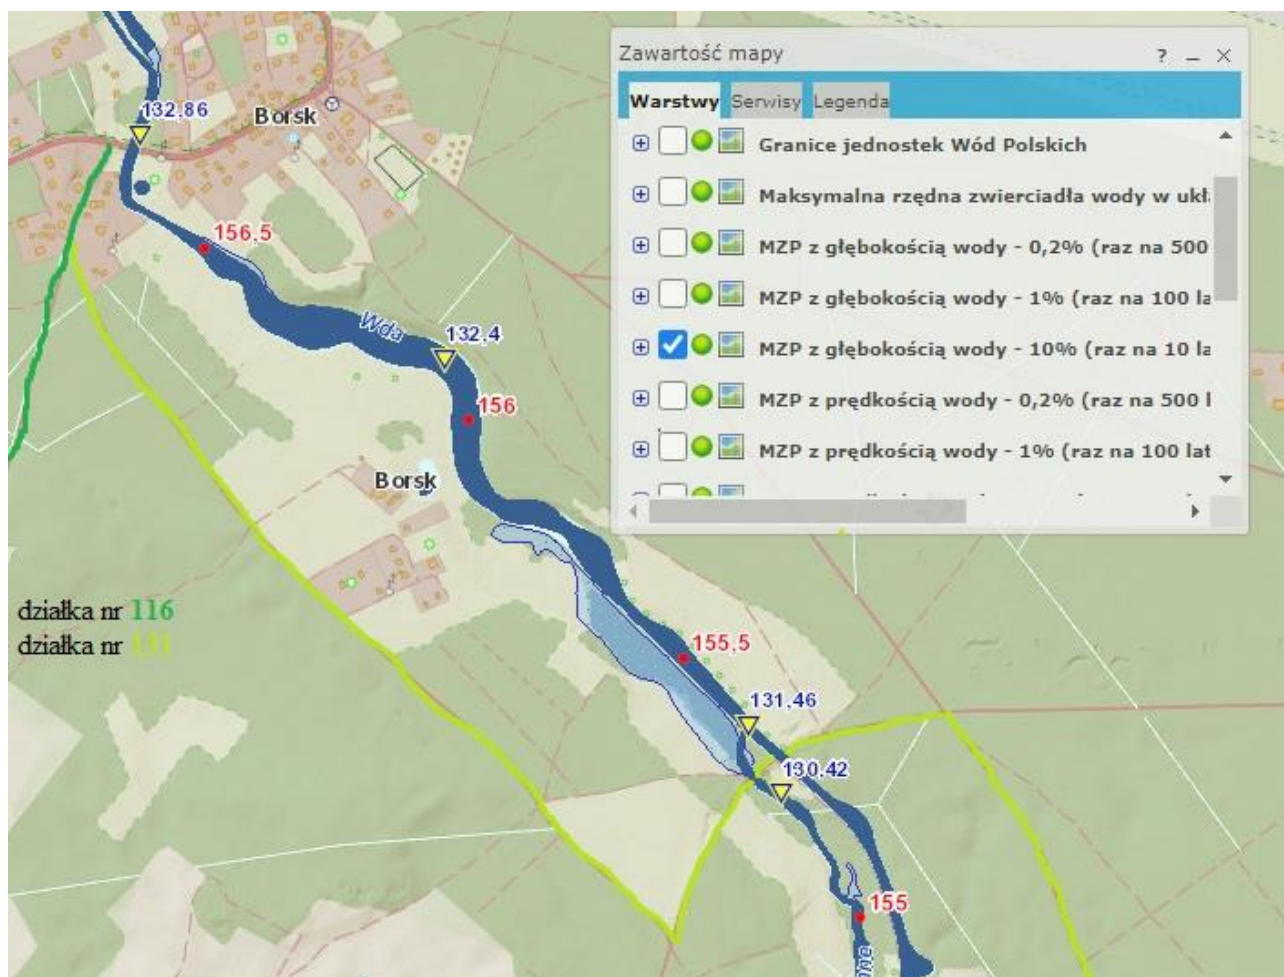 Zawartość mapy
? _ ×
Warstwy Serwisy Legenda
Granice jednostek Wód Polskich
Maksymalna rzędna zwierciadła wody w ukł
MZP z głębokością wody - 0,2% (raz na 500
MZP z głębokością wody - 1% (raz na 100 la
MZP z głębokością wody - 10% (raz na 10 la
MZP z prędkością wody - 0,2% (raz na 500 l
MZP z prędkością wody - 1% (raz na 100 lat
132,86
Borsk
156,5
Wda
132,4
156
Borsk
działka nr 116
działka nr 131
155,5
131,46
130,42
155